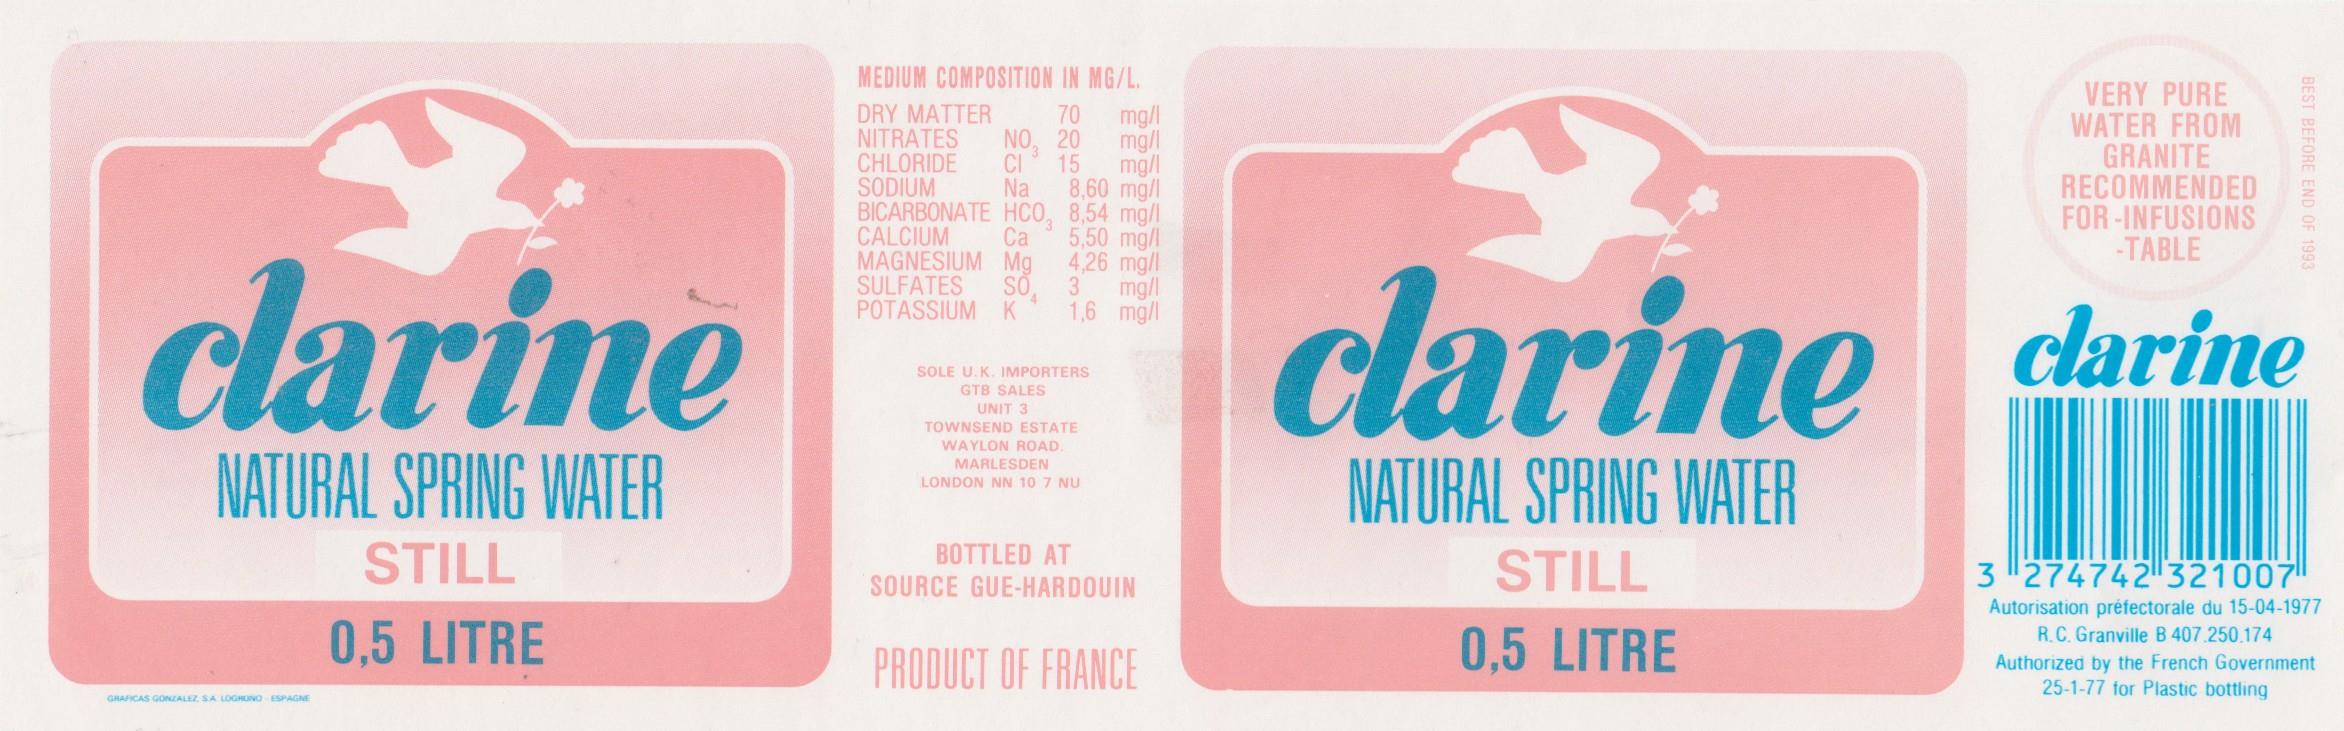 clarine
NATURAL SPRING WATER
STILL
0,5 LITRE
GRAFICAS GONZALEZ, S.A. LOGROÑO - ESPAGNE
MEDIUM COMPOSITION IN MG/L.
DRY MATTER 70 mg/l
NITRATES NO3 20 mg/l
CHLORIDE Cl 15 mg/l
SODIUM Na 8,60 mg/l
BICARBONATE HCO3 8,54 mg/l
CALCIUM Ca 5,50 mg/l
MAGNESIUM Mg 4,26 mg/l
SULFATES SO4 3 mg/l
POTASSIUM K 1,6 mg/l
SOLE U.K. IMPORTERS
GTB SALES
UNIT 3
TOWNSEND ESTATE
WAYLON ROAD.
MARLESDEN
LONDON NN 10 7 NU
BOTTLED AT
SOURCE GUE-HARDOUIN
PRODUCT OF FRANCE
clarine
NATURAL SPRING WATER
STILL
0,5 LITRE
VERY PURE
WATER FROM
GRANITE
RECOMMENDED
FOR -INFUSIONS
-TABLE
BEST BEFORE END OF 1993
clarine
3 274742 321007
Autorisation préfectorale du 15-04-1977
R.C. Granville B 407.250.174
Authorized by the French Government
25-1-77 for Plastic bottling